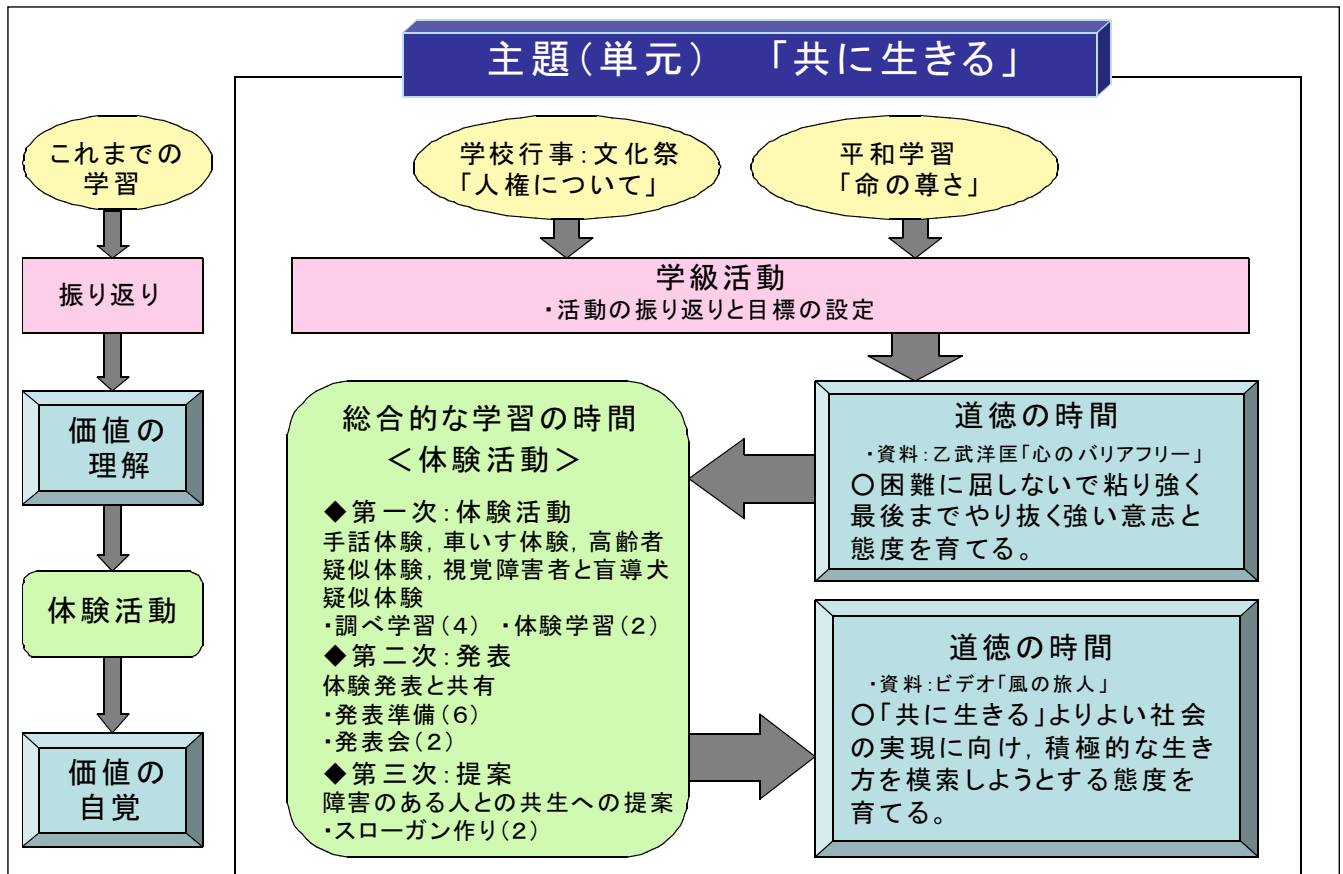 主題(単元) 「共に生きる」
これまでの
学習
振り返り
価値の
理解
体験活動
価値の
自覚
学校行事:文化祭
「人権について」
平和学習
「命の尊さ」
学級活動
・活動の振り返りと目標の設定
総合的な学習の時間
<体験活動>
◆第一次:体験活動
手話体験,車いす体験,高齢者
疑似体験,視覚障害者と盲導犬
疑似体験
・調べ学習(4) ・体験学習(2)
◆第二次:発表
体験発表と共有
・発表準備(6)
・発表会(2)
◆第三次:提案
障害のある人との共生への提案
・スローガン作り(2)
道徳の時間
・資料:乙武洋匡「心のバリアフリー」
○困難に屈しないで粘り強く
最後までやり抜く強い意志と
態度を育てる。
道徳の時間
・資料:ビデオ「風の旅人」
○「共に生きる」よりよい社会
の実現に向け,積極的な生き
方を模索しようとする態度を
育てる。